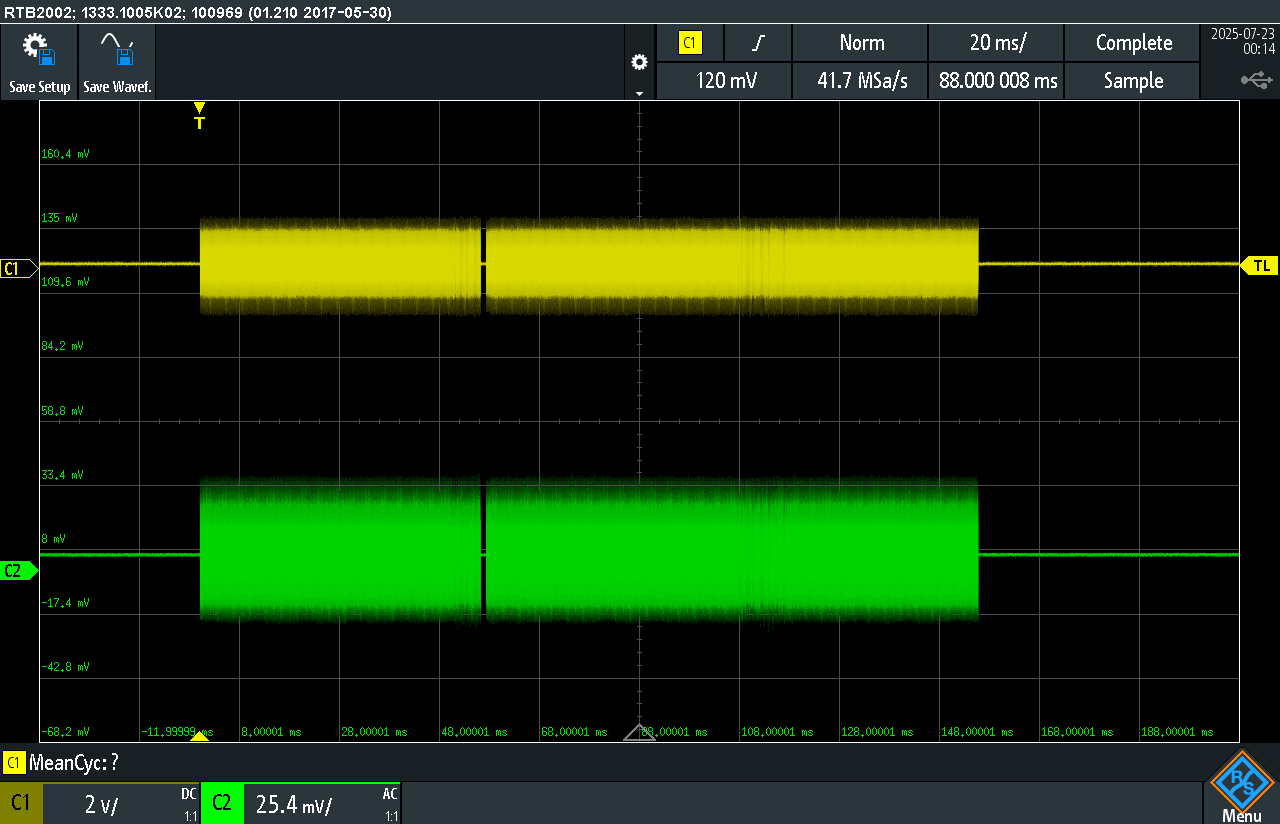 RTB2002; 1333.1005K02; 100969 (01.210 2017-05-30)
Save Setup
Save Wavef.
C1
Norm
20 ms/
Complete
120 mV
41.7 MSa/s
88.000 008 ms
Sample
2025-07-23
00:14
T
160,4 mV
135 mV
C1
TL
109,6 mV
84,2 mV
58,8 mV
33,4 mV
8 mV
C2
-17,4 mV
-42,8 mV
-68,2 mV
-11,99999 ms
8,00001 ms
28,00001 ms
48,00001 ms
68,00001 ms
88,00001 ms
108,00001 ms
128,00001 ms
148,00001 ms
168,00001 ms
188,00001 ms
C1 MeanCyc: ?
C1
2 V/
DC
1:1
C2
25.4 mV/
AC
1:1
R S
Menu